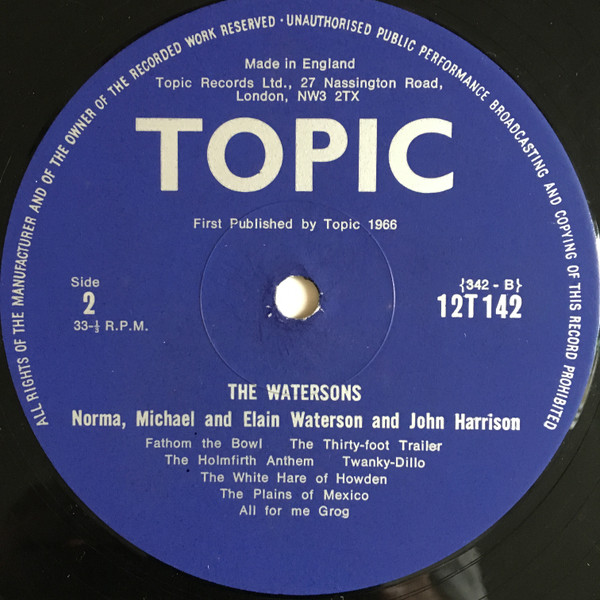 ALL RIGHTS OF THE MANUFACTURER AND OF THE OWNER OF THE RECORDED WORK RESERVED · UNAUTHORISED PUBLIC PERFORMANCE BROADCASTING AND COPYING OF THIS RECORD PROHIBITED
Made in England
Topic Records Ltd., 27 Nassington Road,
London, NW3 2TX
TOPIC
First Published by Topic 1966
Side
2
33-⅓ R.P.M.
{342 - B}
12T142
THE WATERSONS
Norma, Michael and Elain Waterson and John Harrison
Fathom the Bowl The Thirty-foot Trailer
The Holmfirth Anthem Twanky-Dillo
The White Hare of Howden
The Plains of Mexico
All for me Grog